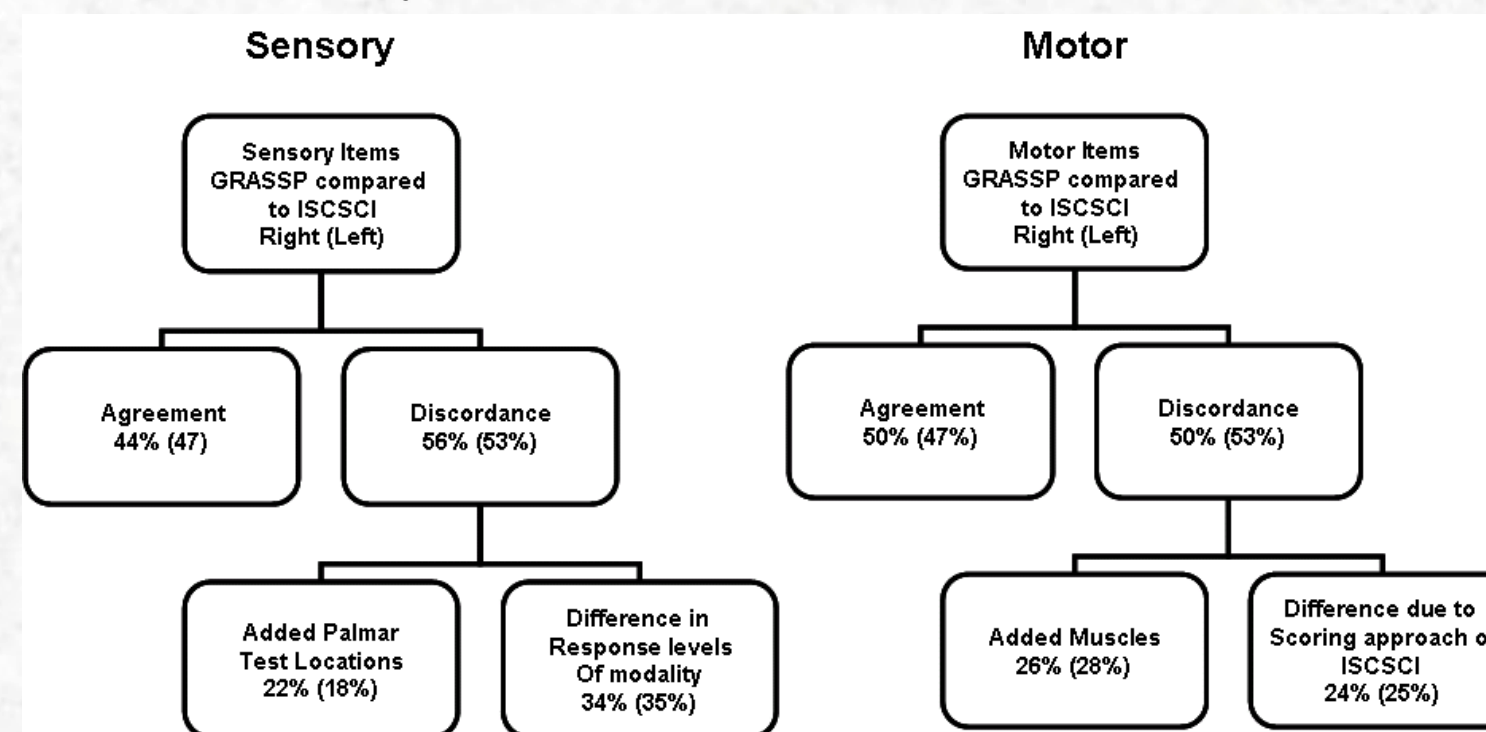 Sensory
Motor
Sensory Items
GRASSP compared
to ISCSCI
Right (Left)
Motor Items
GRASSP compared
to ISCSCI
Right (Left)
Agreement
44% (47)
Discordance
56% (53%)
Agreement
50% (47%)
Discordance
50% (53%)
Added Palmar
Test Locations
22% (18%)
Difference in
Response levels
Of modality
34% (35%)
Added Muscles
26% (28%)
Difference due to
Scoring approach
ISCSCI
24% (25%)